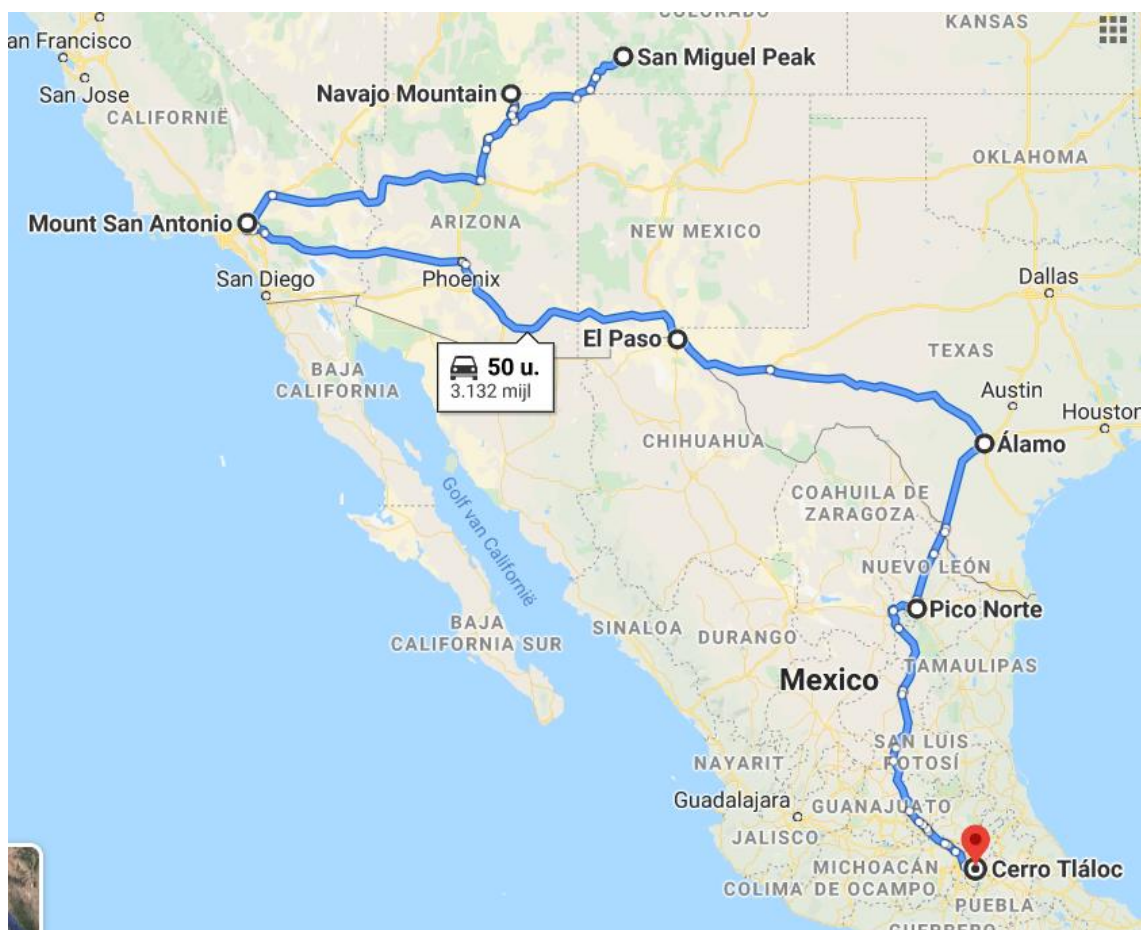 COLORADO
KANSAS
an Francisco
San Miguel Peak
San Jose
Navajo Mountain
CALIFORNIË
OKLAHOMA
Mount San Antonio
ARIZONA
NEW MEXICO
San Diego
Phoenix
Dallas
El Paso
TEXAS
50 u.
3.132 mijl
BAJA
CALIFORNIA
Austin
Houston
CHIHUAHUA
Álamo
COAHUILA DE
ZARAGOZA
Golf van Californië
NUEVO LEÓN
Pico Norte
BAJA
CALIFORNIA SUR
SINALOA
DURANGO
TAMAULIPAS
Mexico
SAN LUIS
POTOSÍ
NAYARIT
Guadalajara
GUANAJUATO
JALISCO
MICHOACÁN
DE OCAMPO
COLIMA
Cerro Tláloc
PUEBLA
GUERRERO